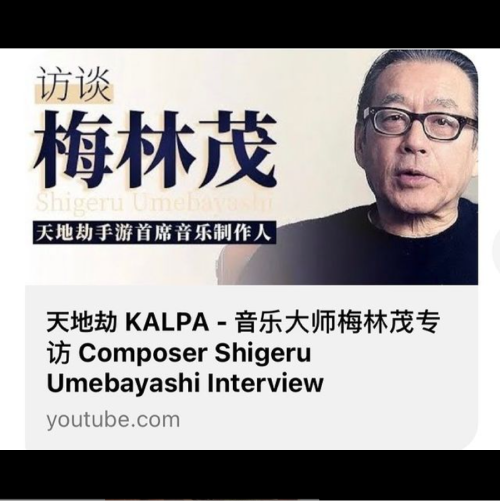 访谈
梅林茂
Shigeru Umebayashi
天地劫手游首席音乐制作人
天地劫 KALPA - 音乐大师梅林茂专
访 Composer Shigeru
Umebayashi Interview
youtube.com